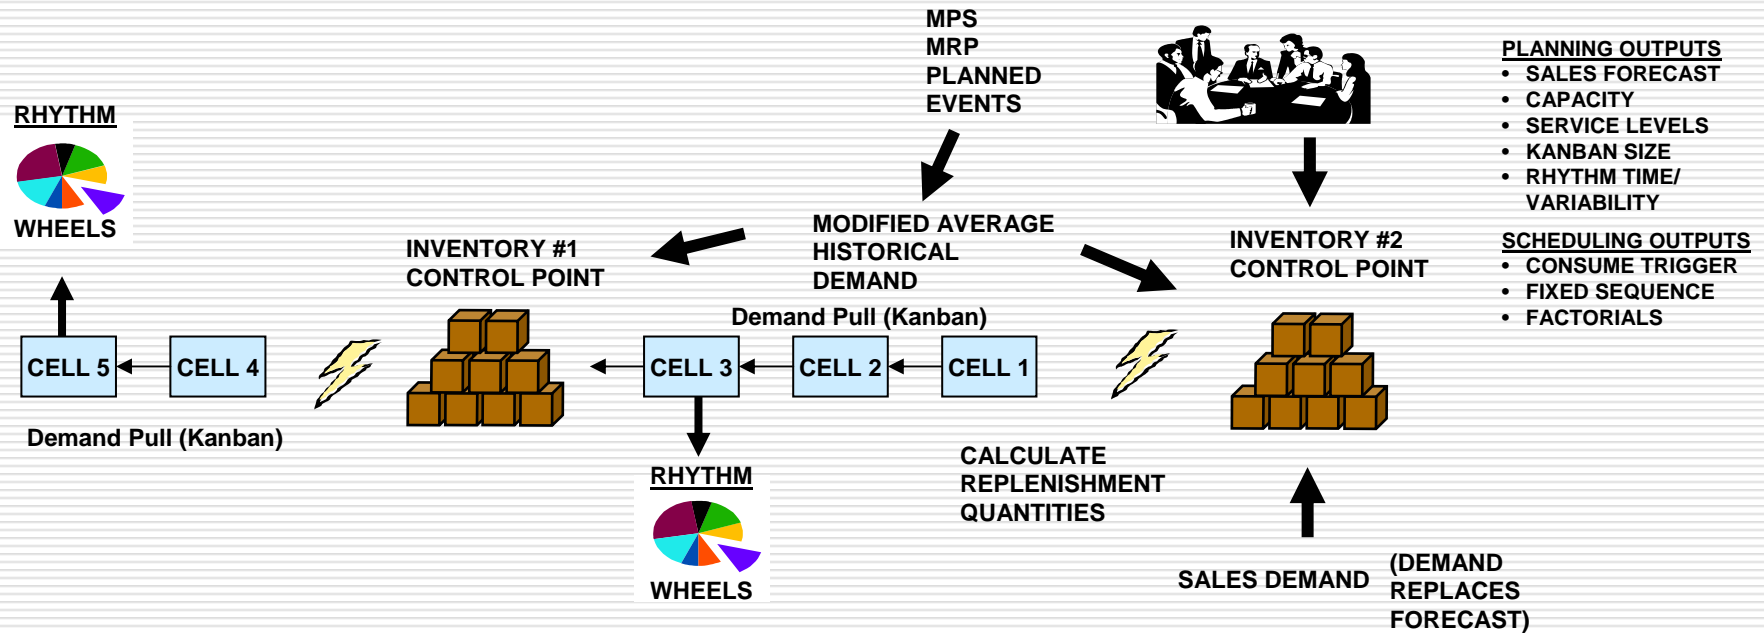 MPS
MRP
PLANNED
EVENTS
PLANNING OUTPUTS
• SALES FORECAST
• CAPACITY
• SERVICE LEVELS
• KANBAN SIZE
• RHYTHM TIME/
VARIABILITY
SCHEDULING OUTPUTS
• CONSUME TRIGGER
• FIXED SEQUENCE
• FACTORIALS
RHYTHM
WHEELS
INVENTORY #1
CONTROL POINT
MODIFIED AVERAGE
HISTORICAL
DEMAND
INVENTORY #2
CONTROL POINT
Demand Pull (Kanban)
CELL 5
CELL 4
CELL 3
CELL 2
CELL 1
Demand Pull (Kanban)
RHYTHM
WHEELS
CALCULATE
REPLENISHMENT
QUANTITIES
SALES DEMAND
(DEMAND
REPLACES
FORECAST)